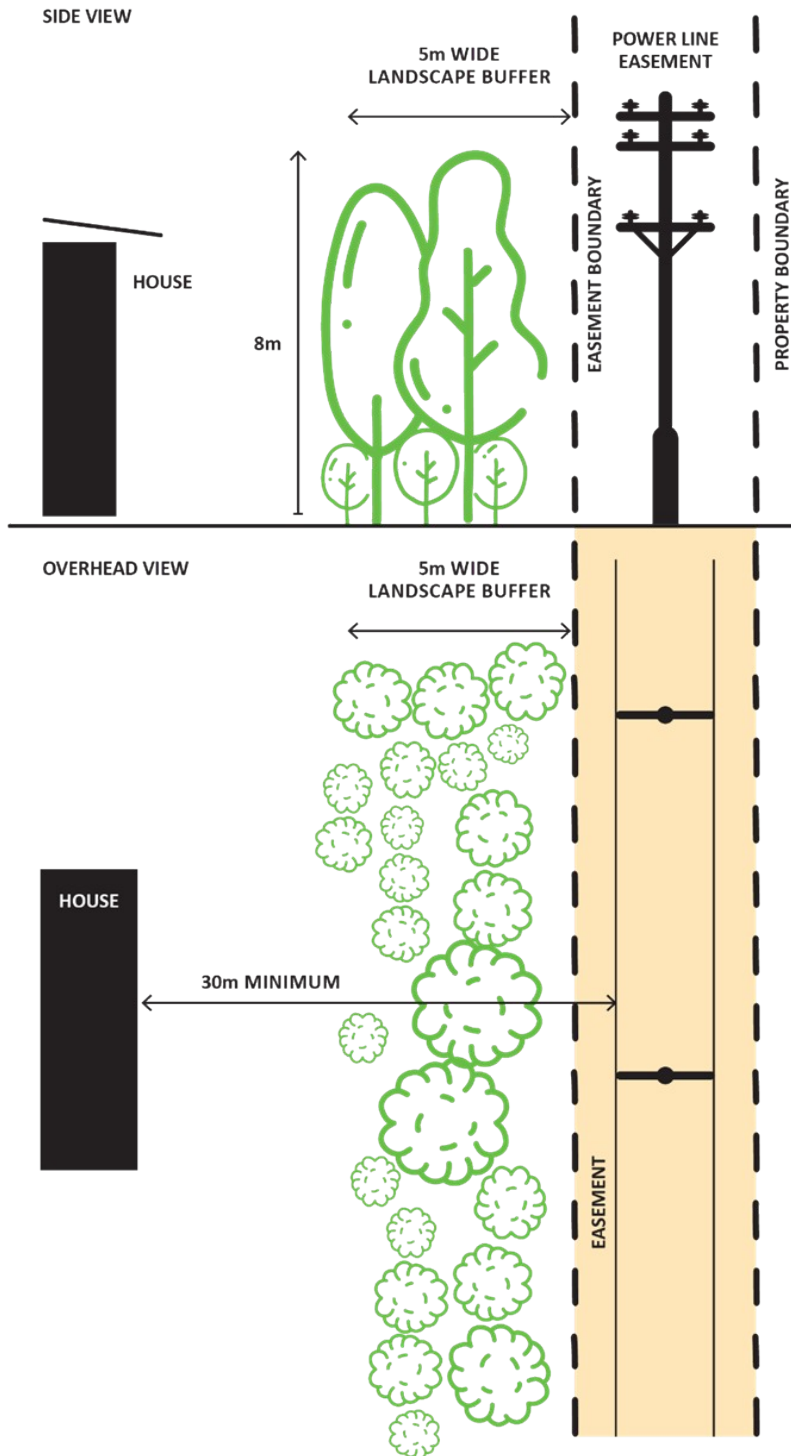 SIDE VIEW
5m WIDE
LANDSCAPE BUFFER
POWER LINE
EASEMENT
HOUSE
8m
EASEMENT BOUNDARY
PROPERTY BOUNDARY
OVERHEAD VIEW
5m WIDE
LANDSCAPE BUFFER
HOUSE
30m MINIMUM
EASEMENT